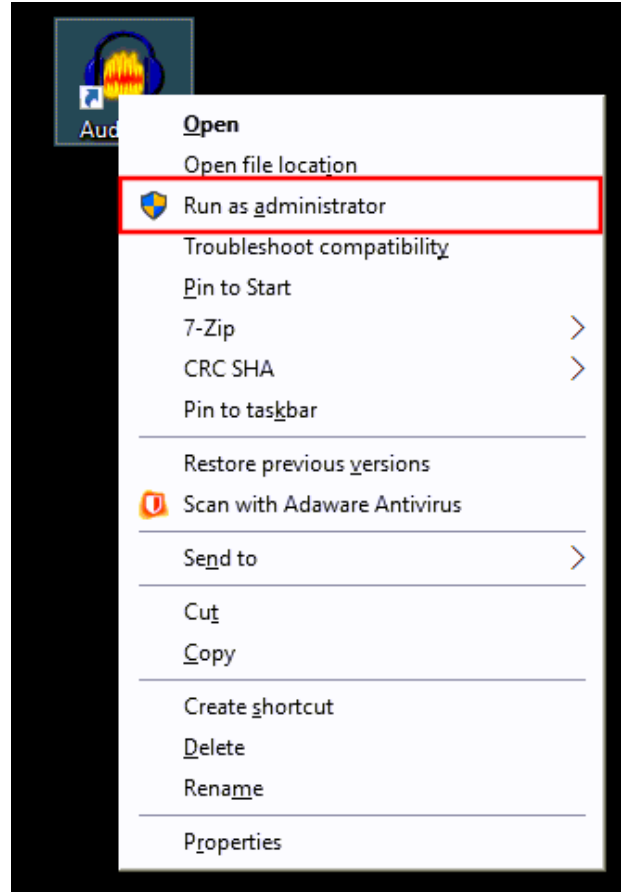 Aud
Open
Open file location
Run as administrator
Troubleshoot compatibility
Pin to Start
7-Zip
CRC SHA
Pin to taskbar
Restore previous versions
Scan with Adaware Antivirus
Send to
Cut
Copy
Create shortcut
Delete
Rename
Properties